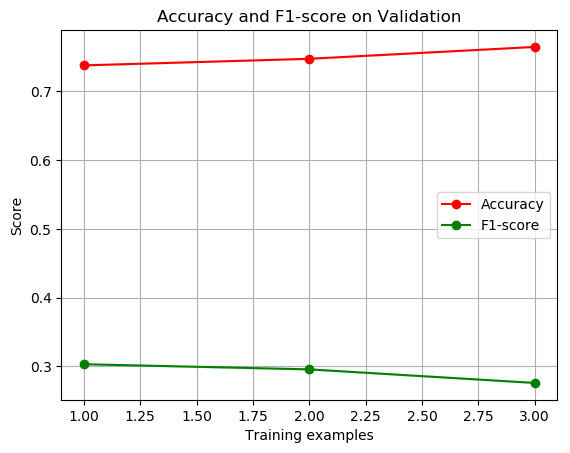 Accuracy and F1-score on Validation
Score
0.7
0.6
0.5
0.4
0.3
Accuracy
F1-score
1.00 1.25 1.50 1.75 2.00 2.25 2.50 2.75 3.00
Training examples